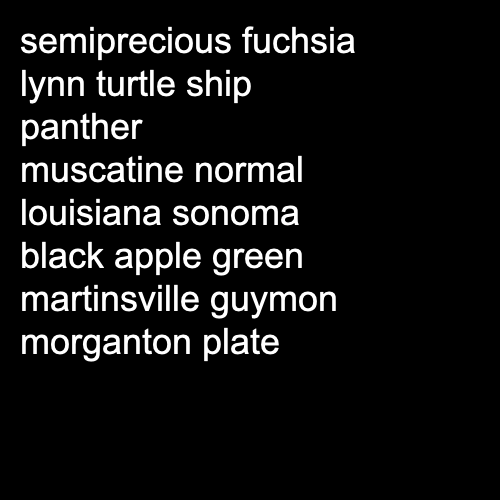 semiprecious fuchsia
lynn turtle ship
panther
muscatine normal
louisiana sonoma
black apple green
martinsville guymon
morganton plate